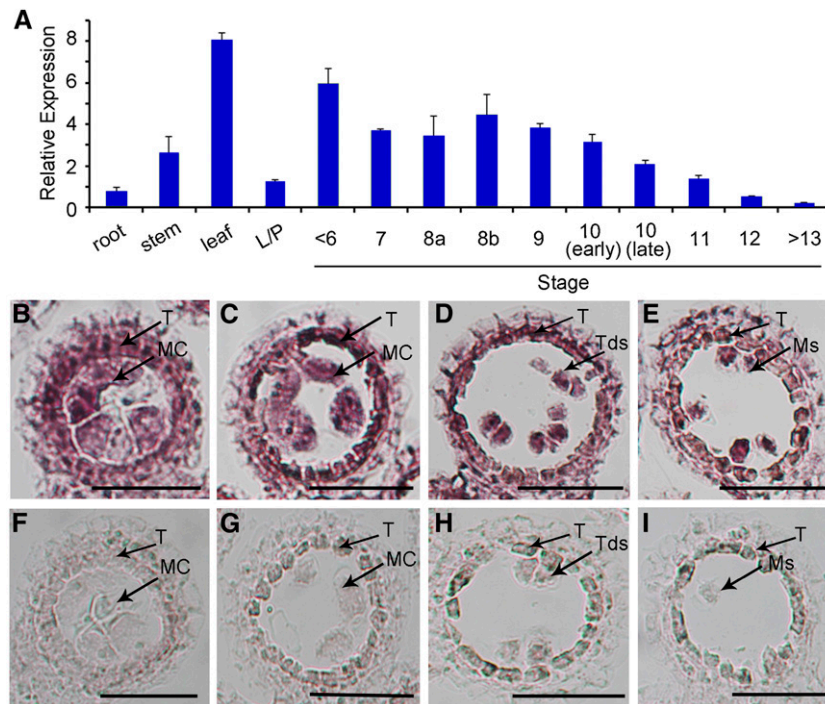 A
Relative Expression
8
6
4
2
0
root
stem
leaf
L/P
<6
7
8a
8b
9
10
(early)
10
(late)
11
12
>13
Stage
B
T
MC
C
T
MC
D
T
Tds
E
T
Ms
F
T
MC
G
T
MC
H
T
Tds
I
T
Ms